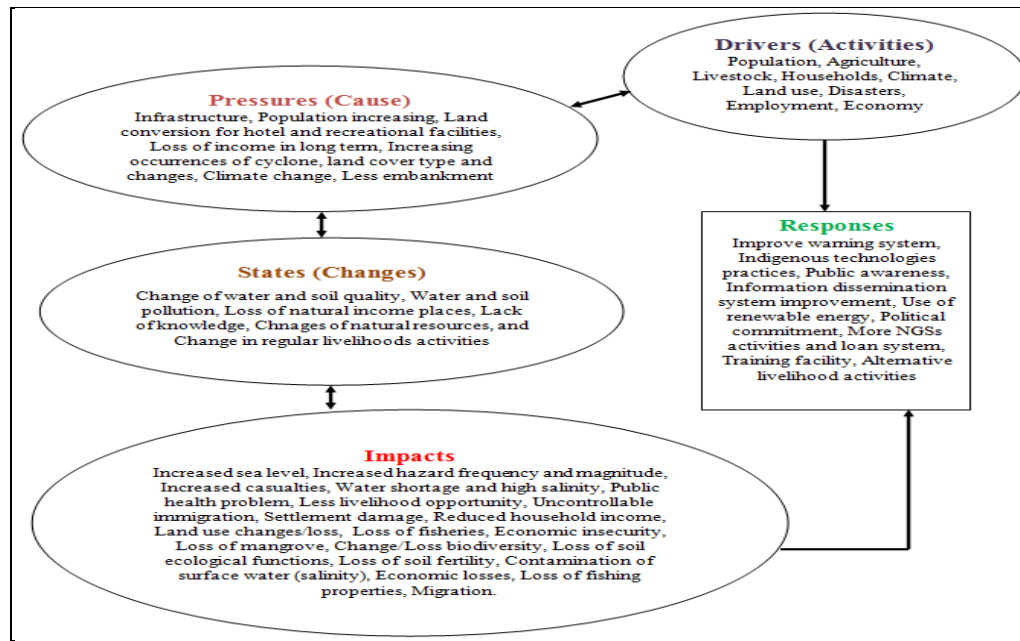 Drivers (Activities)
Population, Agriculture,
Livestock, Households, Climate,
Land use, Disasters,
Employment, Economy
Pressures (Cause)
Infrastructure, Population increasing, Land
conversion for hotel and recreational facilities,
Loss of income in long term, Increasing
occurrences of cyclone, land cover type and
changes, Climate change, Less embankment
States (Changes)
Change of water and soil quality, Water and soil
pollution, Loss of natural income places, Lack
of knowledge, Chnages of natural resources, and
Change in regular livelihoods activities
Impacts
Increased sea level, Increased hazard frequency and magnitude,
Increased casualties, Water shortage and high salinity, Public
health problem, Less livelihood opportunity, Uncontrollable
immigration, Settlement damage, Reduced household income,
Land use changes/loss, Loss of fisheries, Economic insecurity,
Loss of mangrove, Change/Loss biodiversity, Loss of soil
ecological functions, Loss of soil fertility, Contamination of
surface water (salinity), Economic losses, Loss of fishing
properties, Migration.
Responses
Improve warning system,
Indigenous technologies
practices, Public awareness,
Information dissemination
system improvement, Use of
renewable energy, Political
commitment, More NGSs
activities and loan system,
Training facility, Alternative
livelihood activities